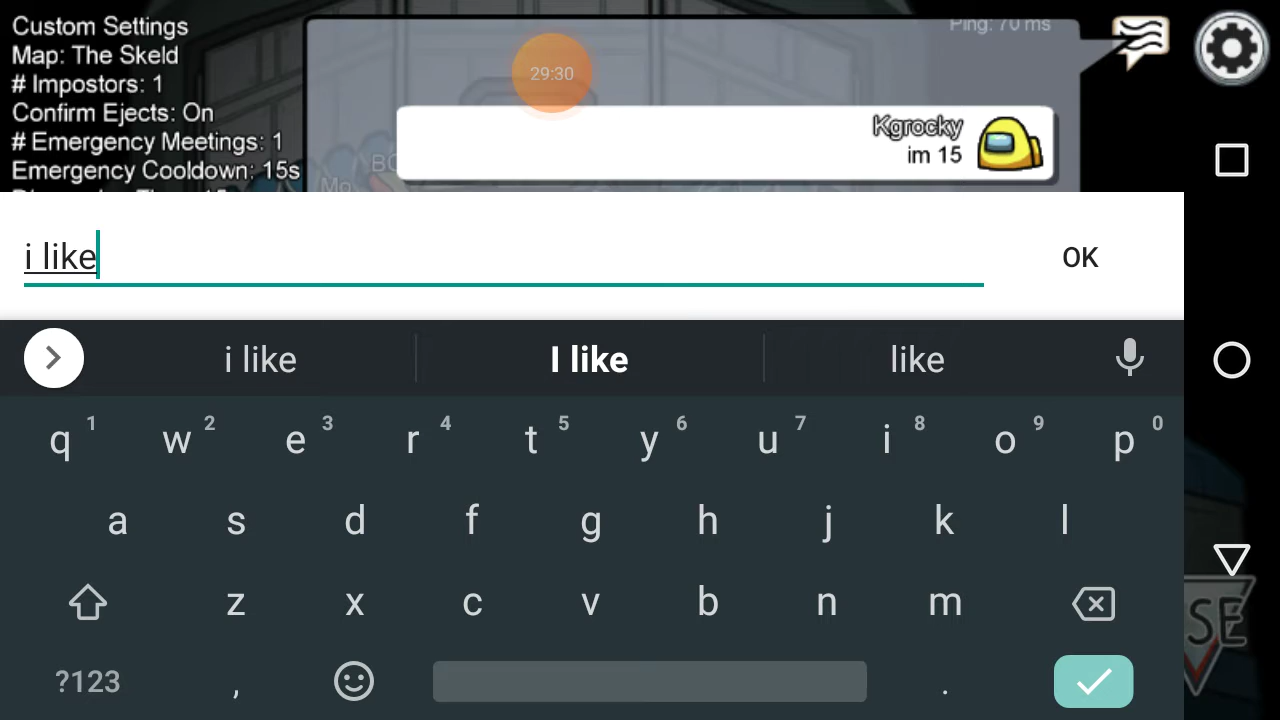 Custom Settings
Map: The Skeld
# Impostors: 1
Confirm Ejects: On
# Emergency Meetings: 1
Emergency Cooldown: 15s
Ping: 70 ms
29:30
Kgrocky
im 15
i like
OK
i like
I like
like
q 1 w 2 e 3 r 4 t 5 y 6 u 7 i 8 o 9 p 0
a s d f g h j k l
z x c v b n m
?123 , .